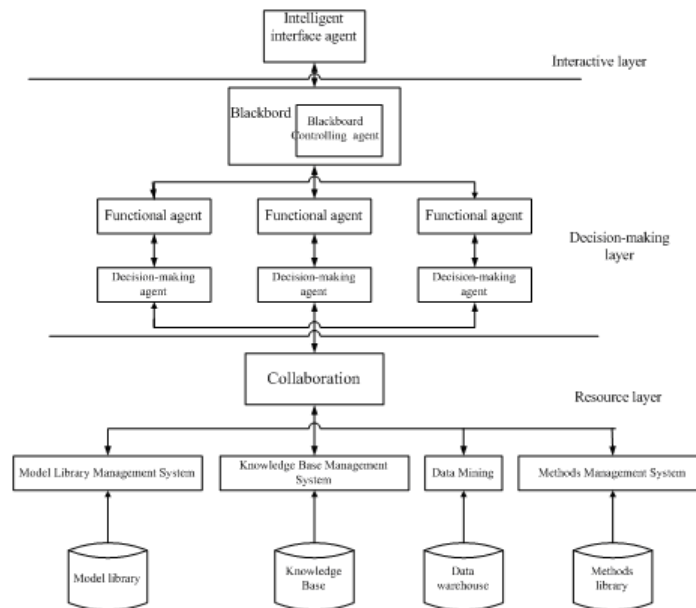 Intelligent
interface agent
Interactive layer
Blackbord
Blackboard
Controlling agent
Functional agent
Functional agent
Functional agent
Decision-making
layer
Decision-making
agent
Decision-making
agent
Decision-making
agent
Collaboration
Resource layer
Model Library Management System
Knowledge Base Management
System
Data Mining
Methods Management System
Model library
Knowledge
Base
Data
warehouse
Methods
library